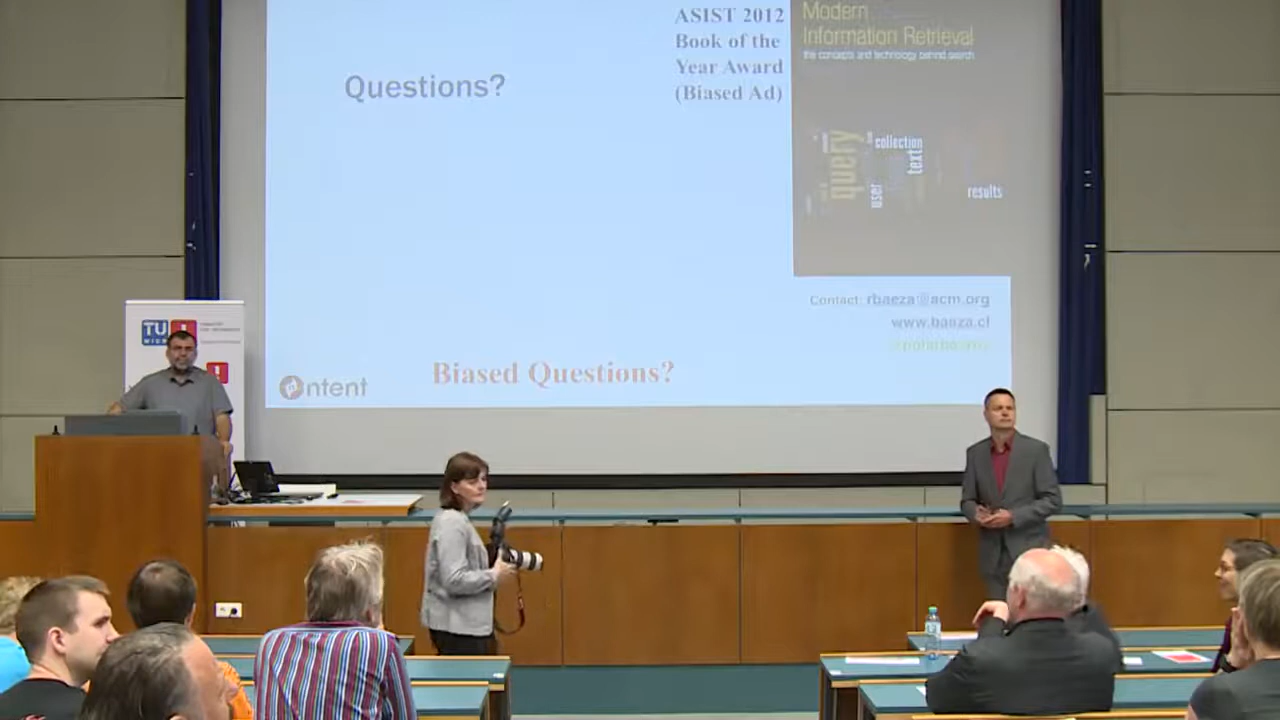 Questions?
ASIST 2012
Book of the
Year Award
(Biased Ad)
Modern
Information Retrieval
the concepts and technology behind search
query
collection
text
user
results
Contact: rbaeza@acm.org
www.baeza.cl
Biased Questions?
ntent
TU
WIEN